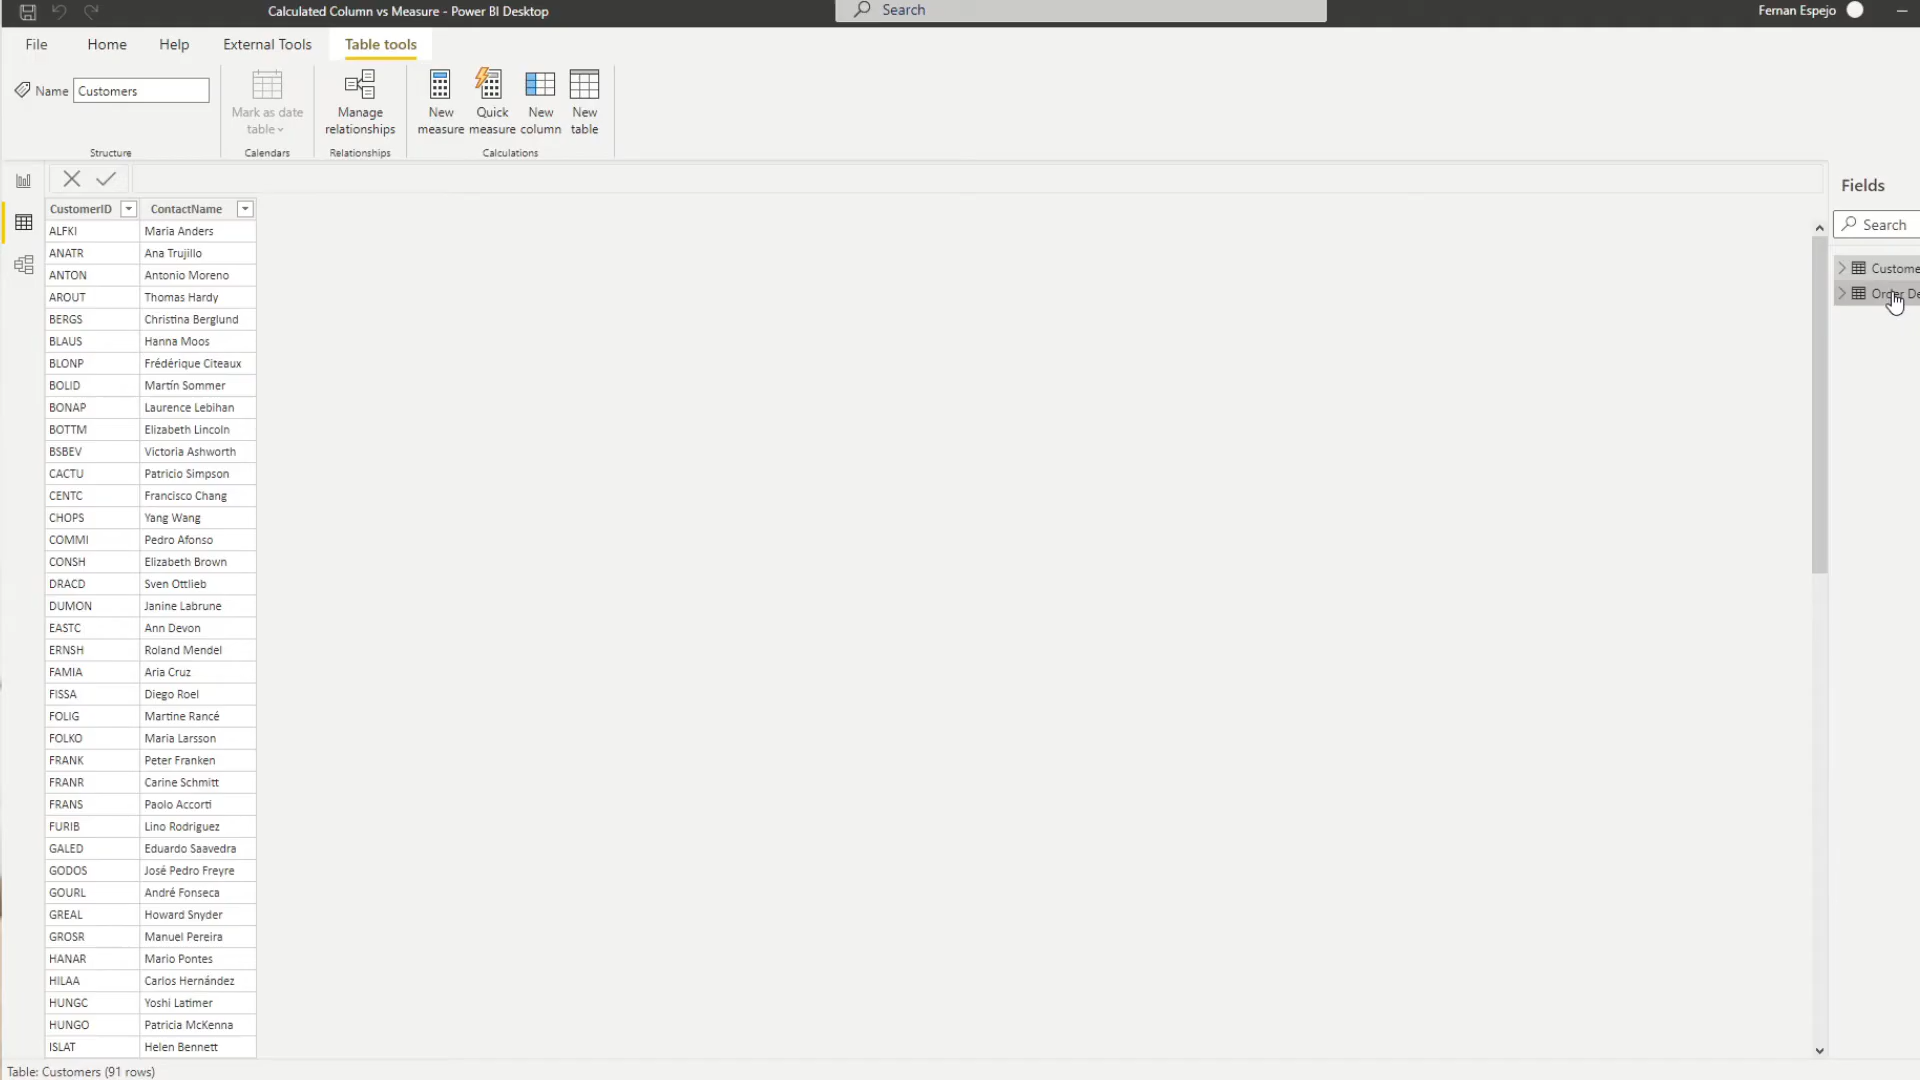 Calculated Column vs Measure - Power BI Desktop
Search
Fernan Espejo
File
Home
Help
External Tools
Table tools
Name
Customers
Mark as date
table
Manage
relationships
New
measure
Quick
measure
New
column
New
table
Structure
Calendars
Relationships
Calculations
Fields
Search
Custome
Order De
CustomerID ContactName
ALFKI Maria Anders
ANATR Ana Trujillo
ANTON Antonio Moreno
AROUT Thomas Hardy
BERGS Christina Berglund
BLAUS Hanna Moos
BLONP Frédérique Citeaux
BOLID Martín Sommer
BONAP Laurence Lebihan
BOTTM Elizabeth Lincoln
BSBEV Victoria Ashworth
CACTU Patricio Simpson
CENTC Francisco Chang
CHOPS Yang Wang
COMMI Pedro Afonso
CONSH Elizabeth Brown
DRACD Sven Ottlieb
DUMON Janine Labrune
EASTC Ann Devon
ERNSH Roland Mendel
FAMIA Aria Cruz
FISSA Diego Roel
FOLIG Martine Rancé
FOLKO Maria Larsson
FRANK Peter Franken
FRANR Carine Schmitt
FRANS Paolo Accorti
FURIB Lino Rodriguez
GALED Eduardo Saavedra
GODOS José Pedro Freyre
GOURL André Fonseca
GREAL Howard Snyder
GROSR Manuel Pereira
HANAR Mario Pontes
HILAA Carlos Hernández
HUNGC Yoshi Latimer
HUNGO Patricia McKenna
ISLAT Helen Bennett
Table: Customers (91 rows)